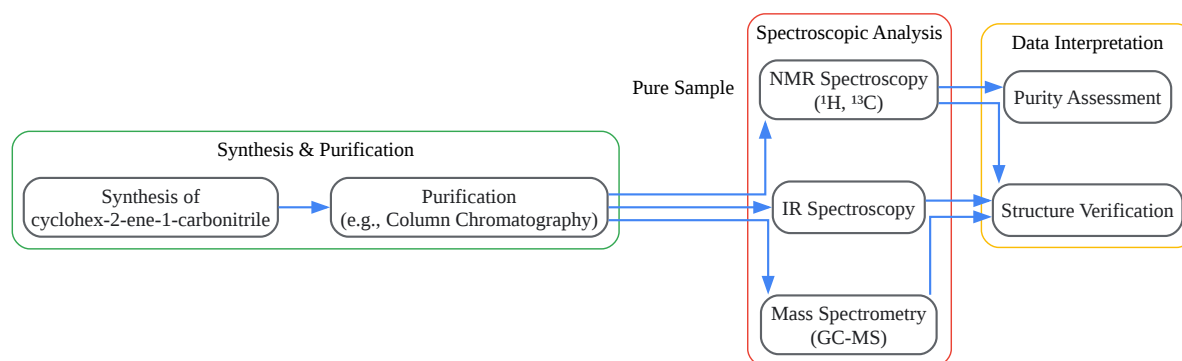 Synthesis & Purification
Synthesis of
cyclohex-2-ene-1-carbonitrile
Purification
(e.g., Column Chromatography)
Pure Sample
Spectroscopic Analysis
NMR Spectroscopy
(¹H, ¹³C)
IR Spectroscopy
Mass Spectrometry
(GC-MS)
Data Interpretation
Purity Assessment
Structure Verification